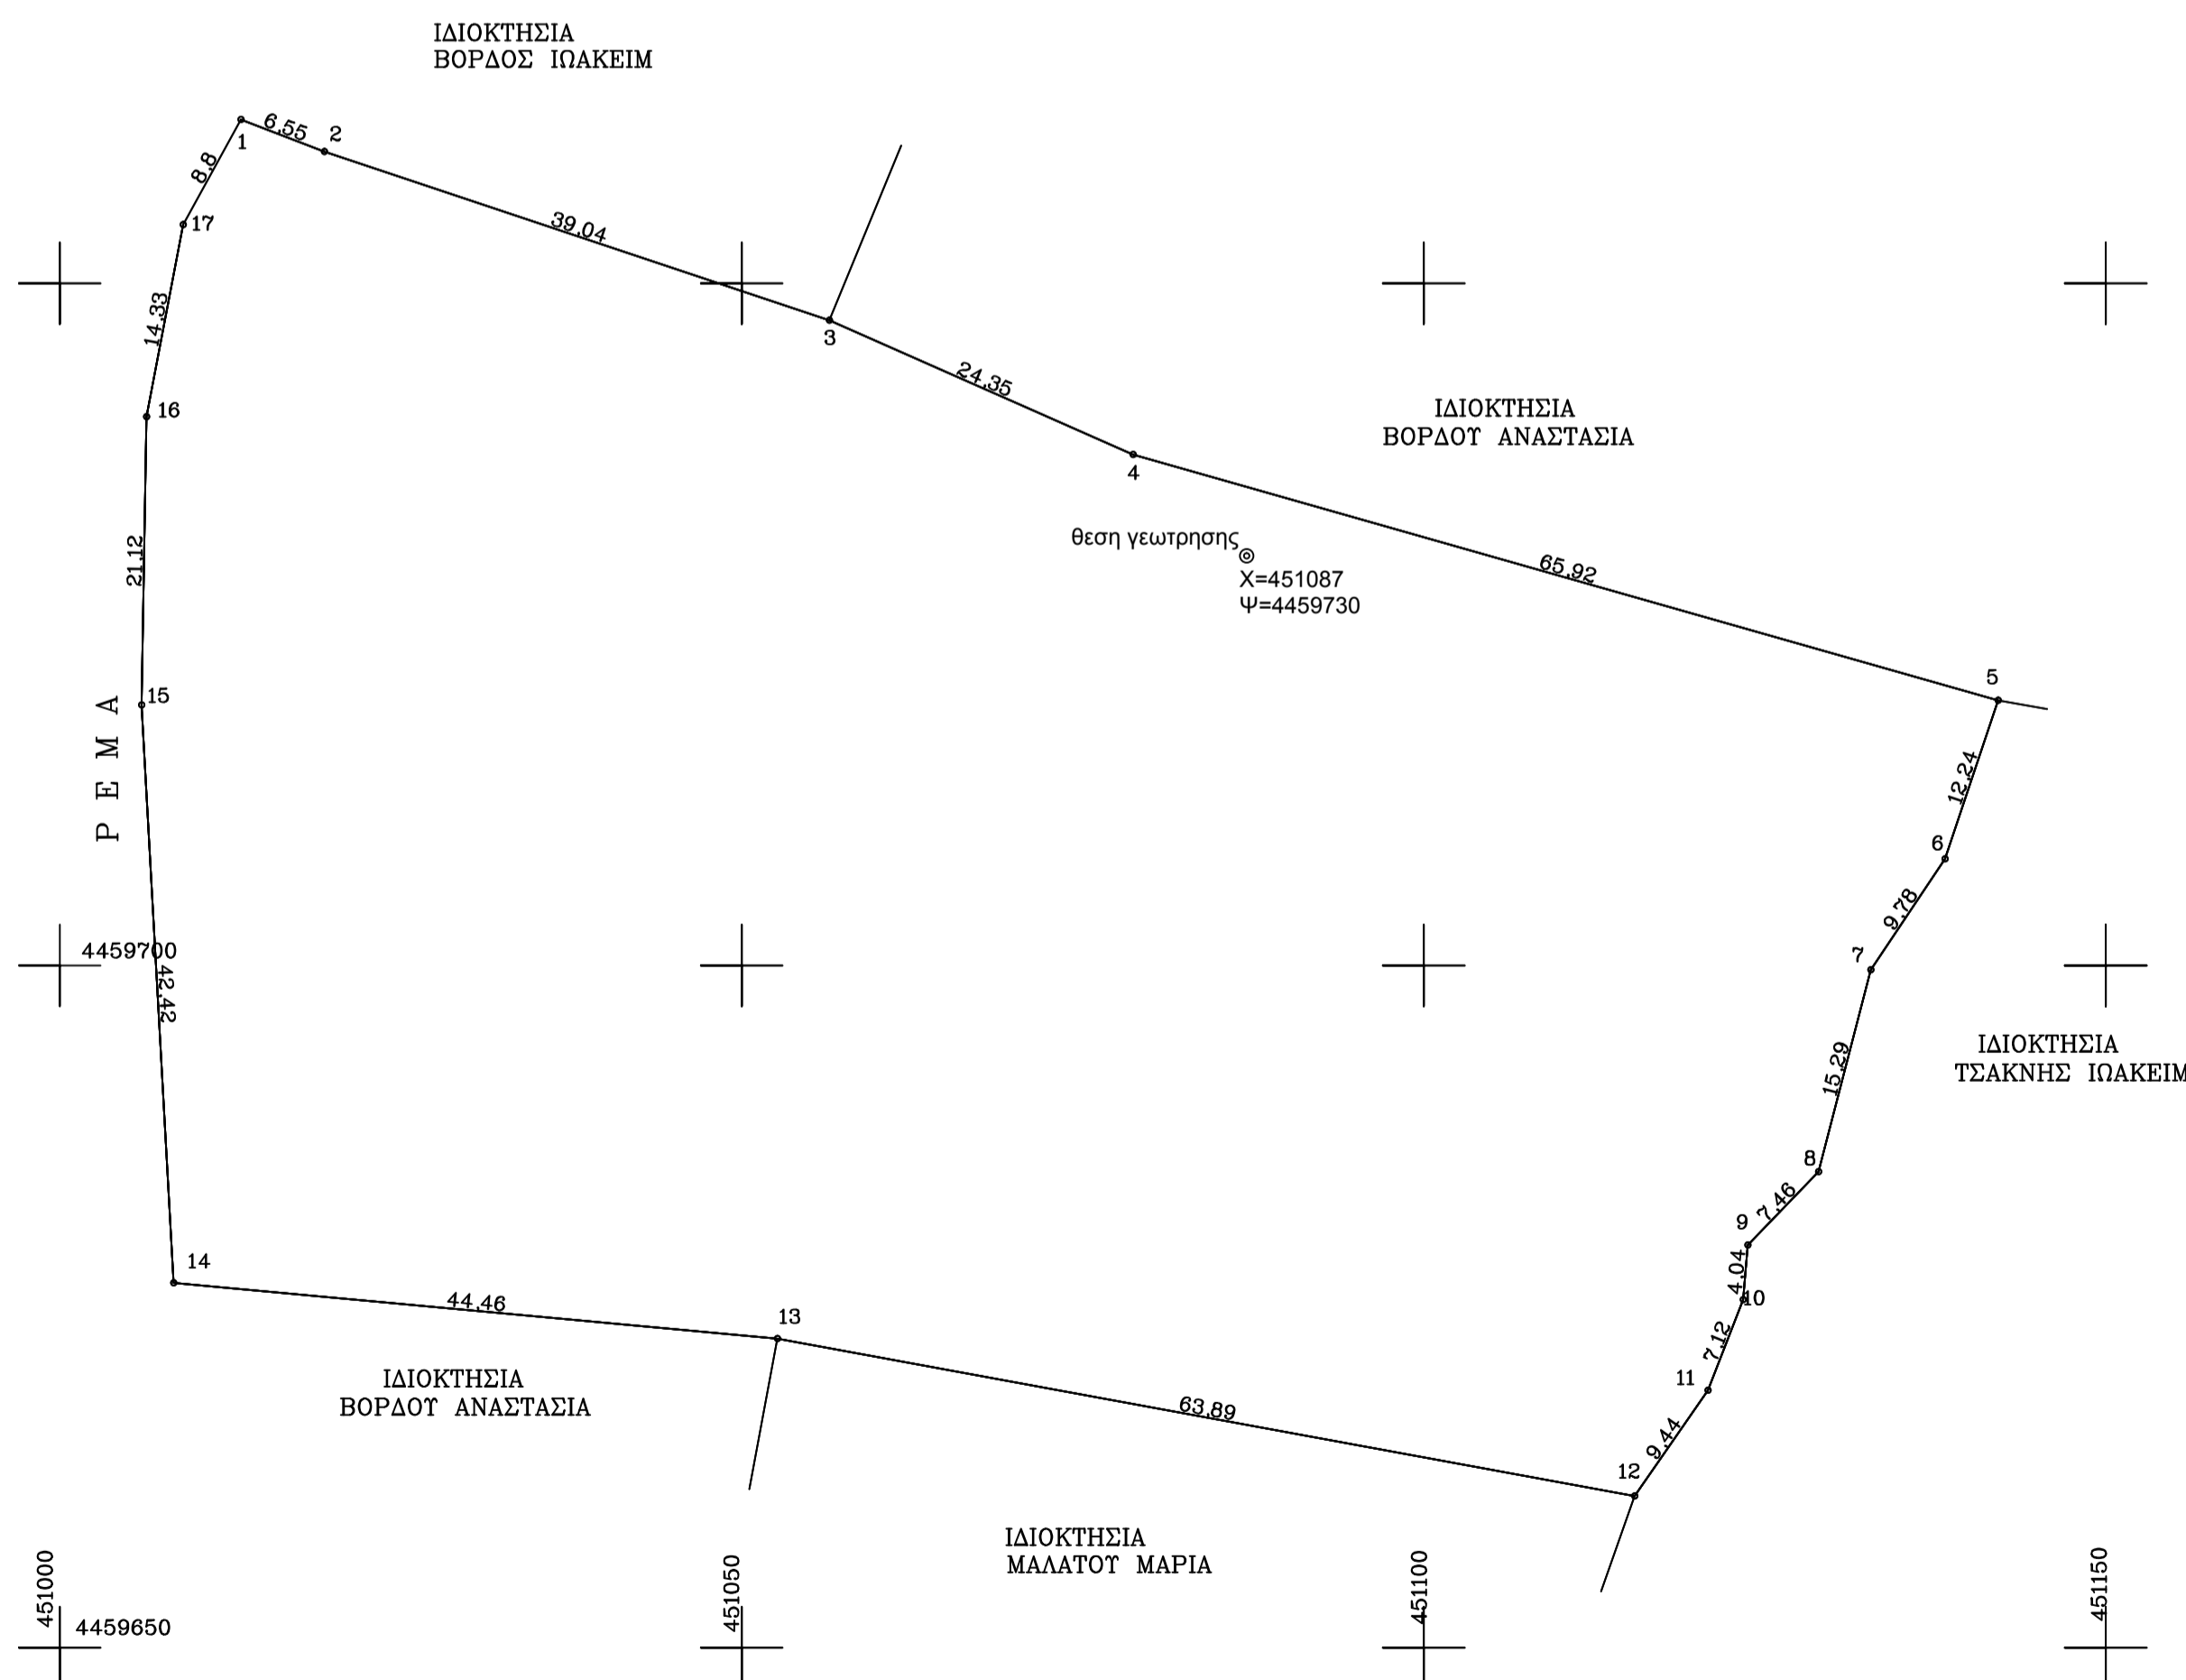 ΙΔΙΟΚΤΗΣΙΑ
ΒΟΡΔΟΣ ΙΩΑΚΕΙΜ
6,55
2
1
8,8
17
39,04
14,33
3
24,35
16
ΙΔΙΟΚΤΗΣΙΑ
ΒΟΡΔΟΥ ΑΝΑΣΤΑΣΙΑ
4
θεση γεωτρησης
Χ=451087
Ψ=4459730
65,92
21,12
5
15
ΡΕΜΑ
12,24
6
9,78
7
4459700
42,42
ΙΔΙΟΚΤΗΣΙΑ
ΤΣΑΚΝΗΣ ΙΩΑΚΕΙΜ
15,29
8
7,46
9
4,04
10
14
44,46
13
7,12
11
ΙΔΙΟΚΤΗΣΙΑ
ΒΟΡΔΟΥ ΑΝΑΣΤΑΣΙΑ
63,89
9,44
12
ΙΔΙΟΚΤΗΣΙΑ
ΜΑΛΑΤΟΥ ΜΑΡΙΑ
451000
451050
451100
451150
4459650